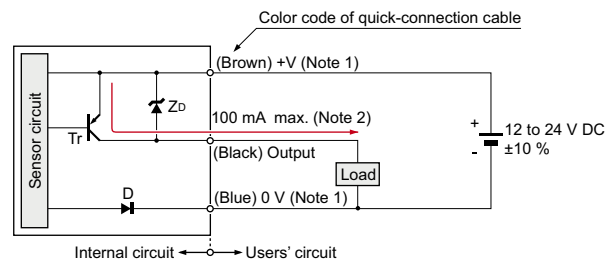 Color code of quick-connection cable
(Brown) +V (Note 1)
Sensor circuit
Tr
ZD
100 mA max. (Note 2)
(Black) Output
+
-
12 to 24 V DC
±10 %
Load
D
(Blue) 0 V (Note 1)
Internal circuit
Users' circuit